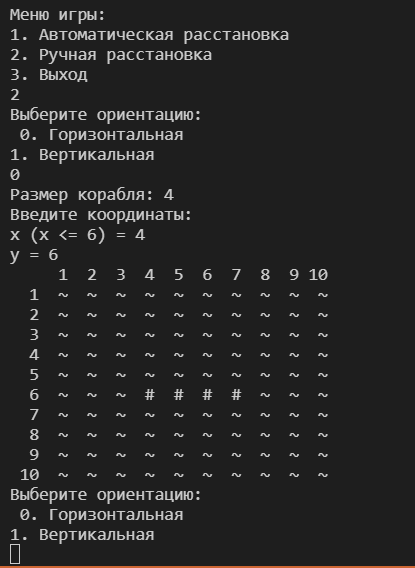 Меню игры:
1. Автоматическая расстановка
2. Ручная расстановка
3. Выход
2
Выберите ориентацию:
 0. Горизонтальная
1. Вертикальная
0
Размер корабля: 4
Введите координаты:
x (x <= 6) = 4
y = 6
     1  2  3  4  5  6  7  8  9 10
  1  ~  ~  ~  ~  ~  ~  ~  ~  ~  ~
  2  ~  ~  ~  ~  ~  ~  ~  ~  ~  ~
  3  ~  ~  ~  ~  ~  ~  ~  ~  ~  ~
  4  ~  ~  ~  ~  ~  ~  ~  ~  ~  ~
  5  ~  ~  ~  ~  ~  ~  ~  ~  ~  ~
  6  ~  ~  ~  #  #  #  #  ~  ~  ~
  7  ~  ~  ~  ~  ~  ~  ~  ~  ~  ~
  8  ~  ~  ~  ~  ~  ~  ~  ~  ~  ~
  9  ~  ~  ~  ~  ~  ~  ~  ~  ~  ~
 10  ~  ~  ~  ~  ~  ~  ~  ~  ~  ~
Выберите ориентацию:
 0. Горизонтальная
1. Вертикальная